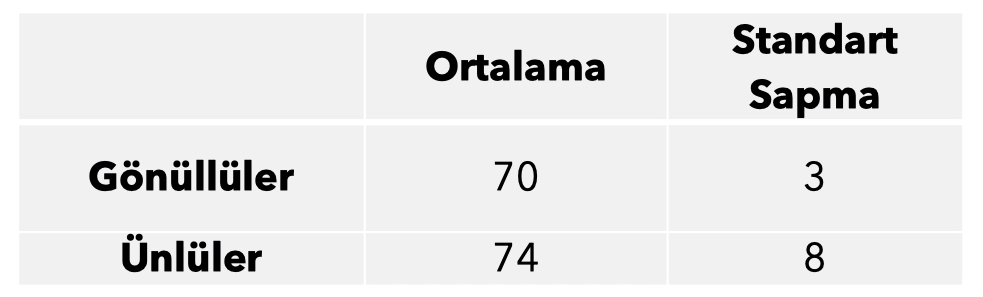 Ortalama
Standart
Sapma
Gönüllüler 70 3
Ünlüler 74 8